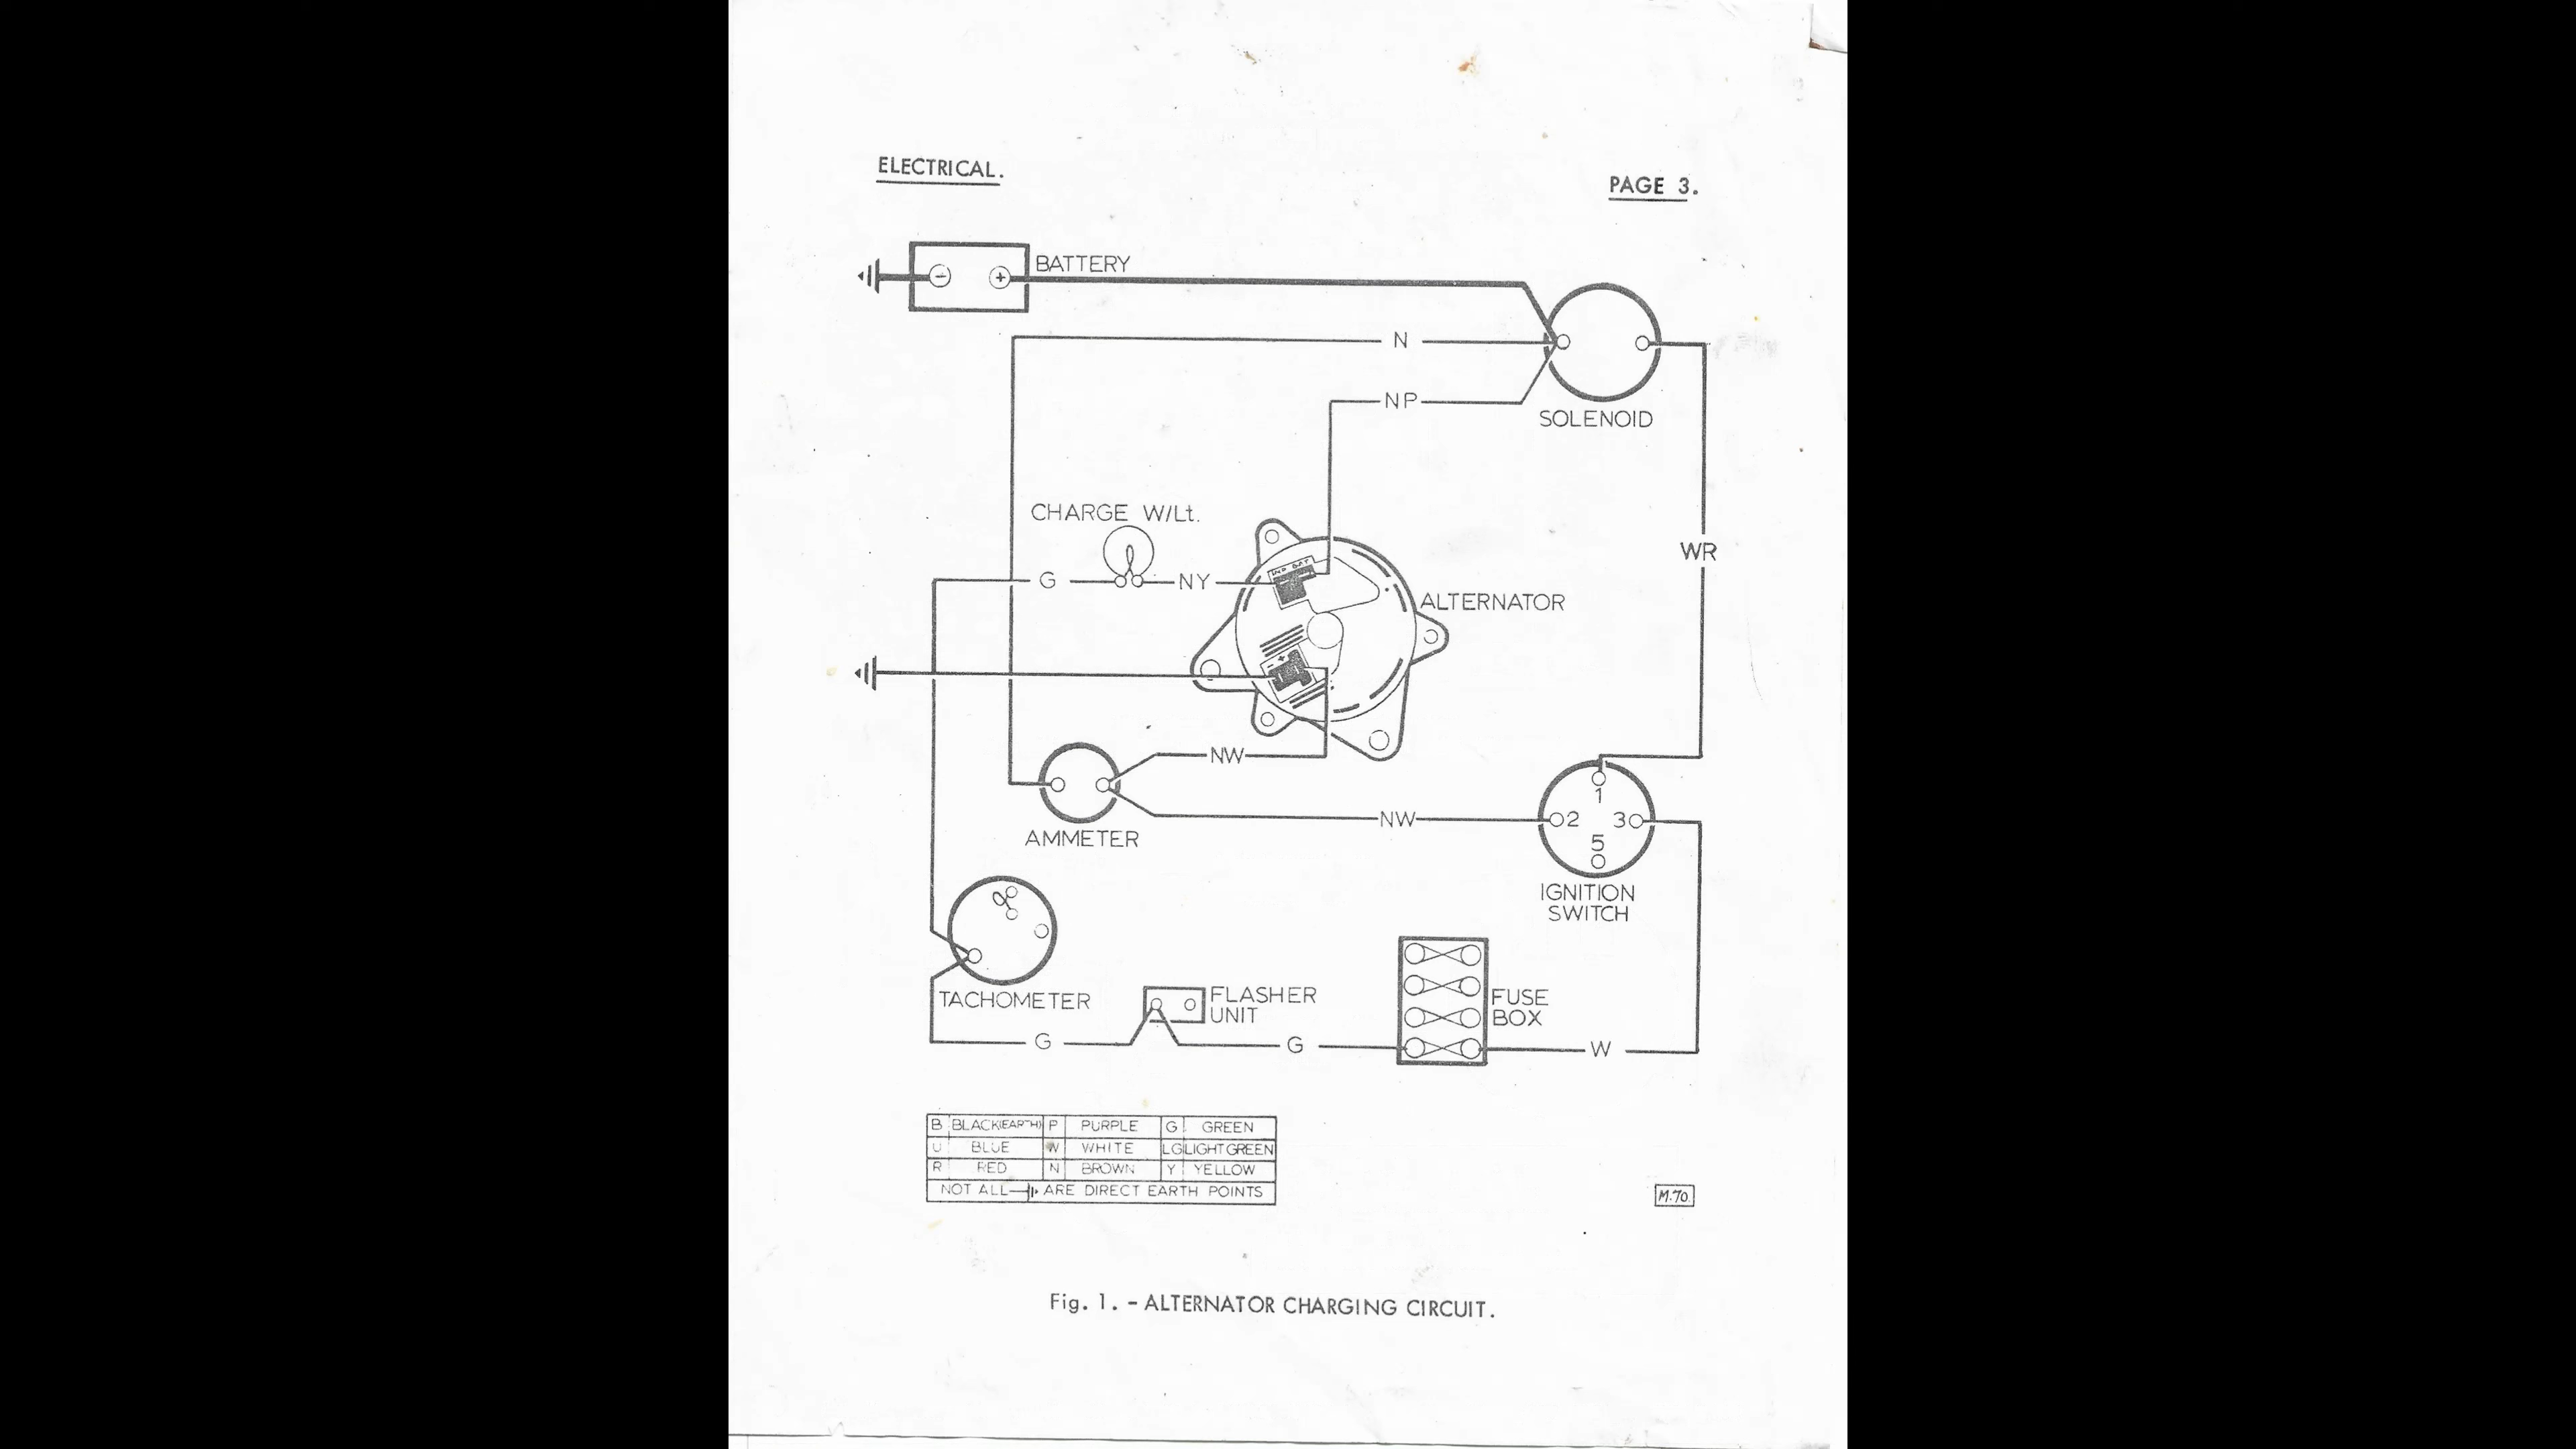 ELECTRICAL.
PAGE 3.
BATTERY
N
NP
SOLENOID
CHARGE W/Lt.
WR
G
NY
IND BAT
ALTERNATOR
- +
NW
AMMETER
NW
1
2
3
5
IGNITION
SWITCH
TACHOMETER
FLASHER
UNIT
FUSE
BOX
G
G
W
B BLACK(EARTH) P PURPLE G GREEN
U BLUE W WHITE LG LIGHT GREEN
R RED N BROWN Y YELLOW
NOT ALL ARE DIRECT EARTH POINTS
M.70.
Fig. 1. - ALTERNATOR CHARGING CIRCUIT.